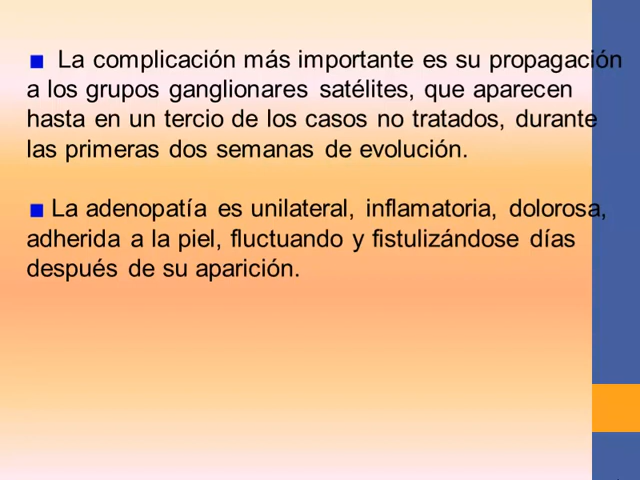 La complicación más importante es su propagación
a los grupos ganglionares satélites, que aparecen
hasta en un tercio de los casos no tratados, durante
las primeras dos semanas de evolución.
La adenopatía es unilateral, inflamatoria, dolorosa,
adherida a la piel, fluctuando y fistulizándose días
después de su aparición.